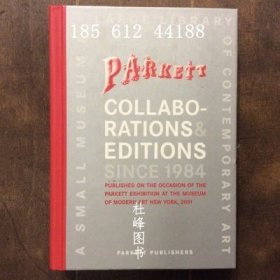 185 612 44188
PARKETT
COLLABO-
RATIONS &
EDITIONS
SINCE 1984
PUBLISHED ON THE OCCASION OF THE
PARKETT EXHIBITION AT THE MUSEUM
OF MODERN ART NEW YORK, 2001
PARKETT PUBLISHERS
A SMALL MUSEUM
LIBRARY
OF CONTEMPORARY ART
杜峰图书